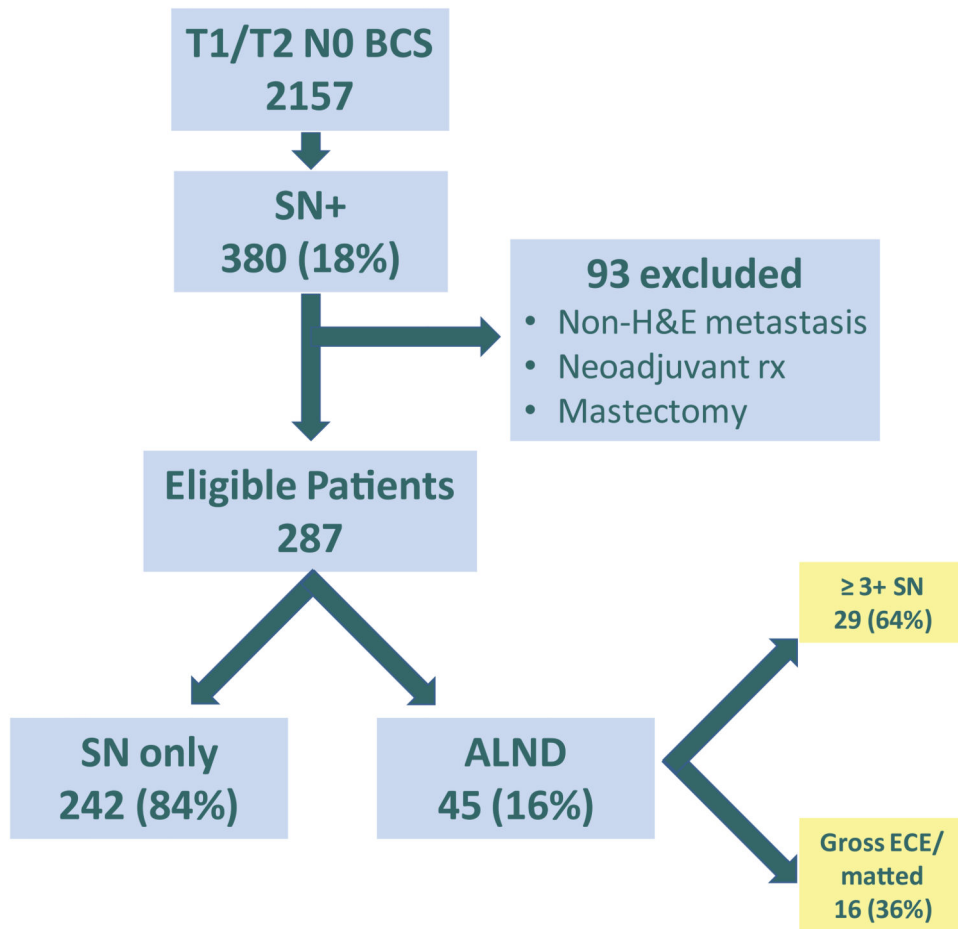 T1/T2 N0 BCS
2157
SN+
380 (18%)
93 excluded
• Non-H&E metastasis
• Neoadjuvant rx
• Mastectomy
Eligible Patients
287
≥ 3+ SN
29 (64%)
SN only
242 (84%)
ALND
45 (16%)
Gross ECE/
matted
16 (36%)